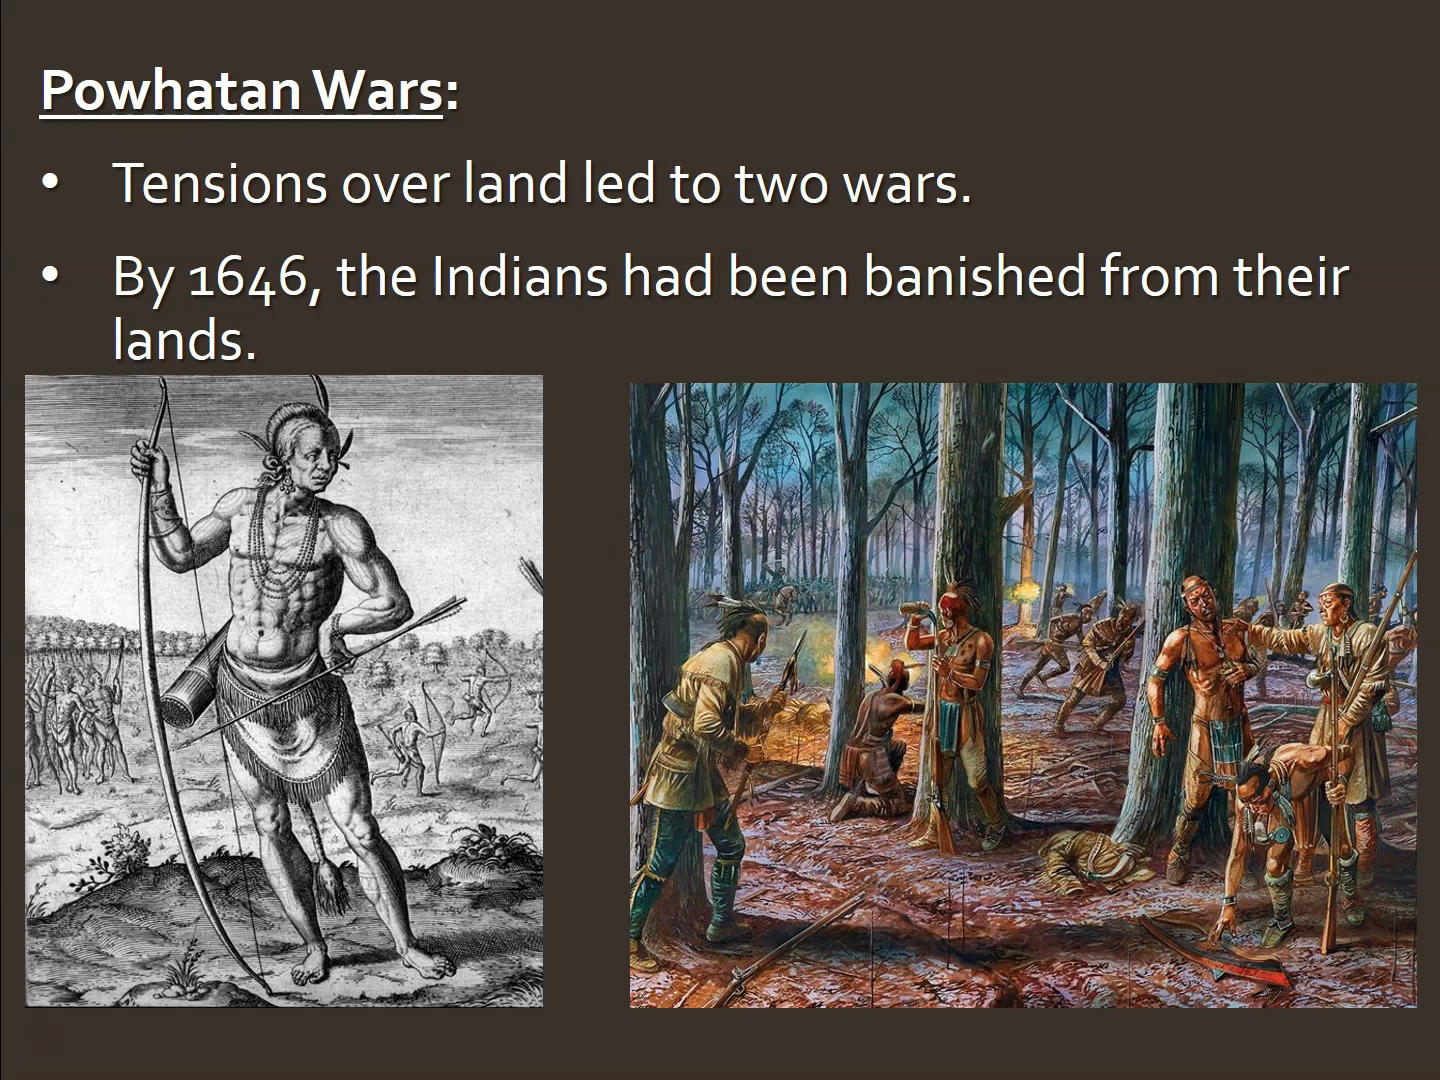 Powhatan Wars:
• Tensions over land led to two wars.
• By 1646, the Indians had been banished from their
lands.